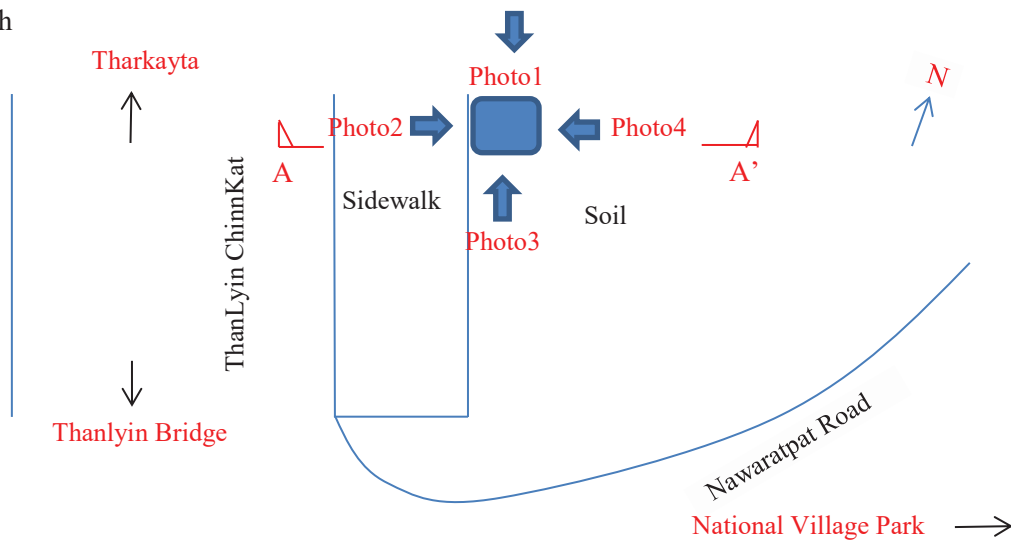 h
Tharkayta
Photo1
N
Photo2
Photo4
A
A’
ThanLyin ChinnKat
Sidewalk
Soil
Photo3
Thanlyin Bridge
Nawaratpat Road
National Village Park